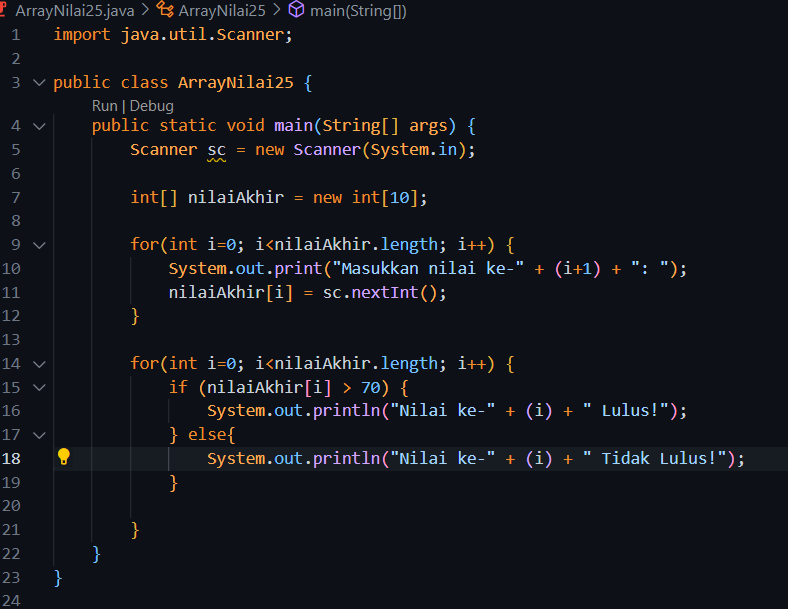 ArrayNilai25.java > ArrayNilai25 > main(String[])
1 import java.util.Scanner;
2
3 public class ArrayNilai25 {
Run | Debug
4 public static void main(String[] args) {
5 Scanner sc = new Scanner(System.in);
6
7 int[] nilaiAkhir = new int[10];
8
9 for(int i=0; i<nilaiAkhir.length; i++) {
10 System.out.print("Masukkan nilai ke-" + (i+1) + ": ");
11 nilaiAkhir[i] = sc.nextInt();
12 }
13
14 for(int i=0; i<nilaiAkhir.length; i++) {
15 if (nilaiAkhir[i] > 70) {
16 System.out.println("Nilai ke-" + (i) + " Lulus!");
17 } else{
18 System.out.println("Nilai ke-" + (i) + " Tidak Lulus!");
19 }
20
21 }
22 }
23 }
24